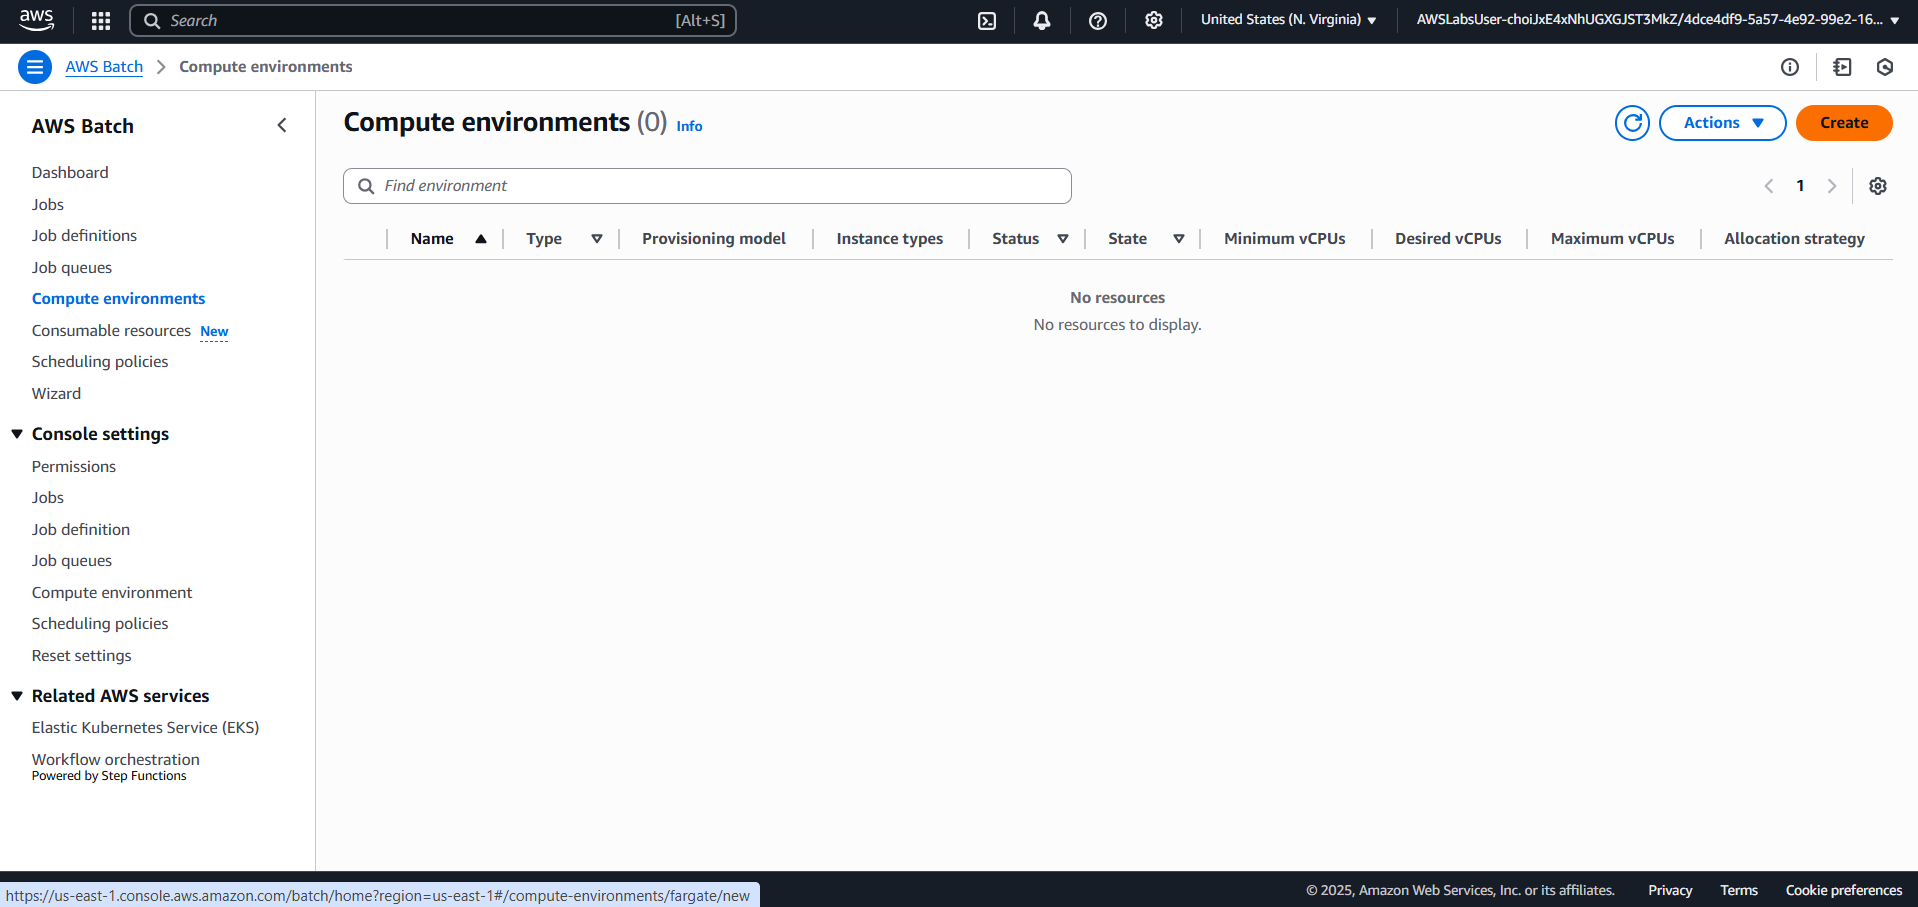 aws
Search [Alt+S]
United States (N. Virginia)
AWSLabsUser-choiJxE4xNhUGXGJST3MkZ/4dce4df9-5a57-4e92-99e2-16...
AWS Batch
Compute environments
AWS Batch
Dashboard
Jobs
Job definitions
Job queues
Compute environments
Consumable resources New
Scheduling policies
Wizard
Console settings
Permissions
Jobs
Job definition
Job queues
Compute environment
Scheduling policies
Reset settings
Related AWS services
Elastic Kubernetes Service (EKS)
Workflow orchestration
Powered by Step Functions
Compute environments (0) Info
Actions
Create
Find environment
1
Name Type Provisioning model Instance types Status State Minimum vCPUs Desired vCPUs Maximum vCPUs Allocation strategy
No resources
No resources to display.
https://us-east-1.console.aws.amazon.com/batch/home?region=us-east-1#/compute-environments/fargate/new
© 2025, Amazon Web Services, Inc. or its affiliates. Privacy Terms Cookie preferences